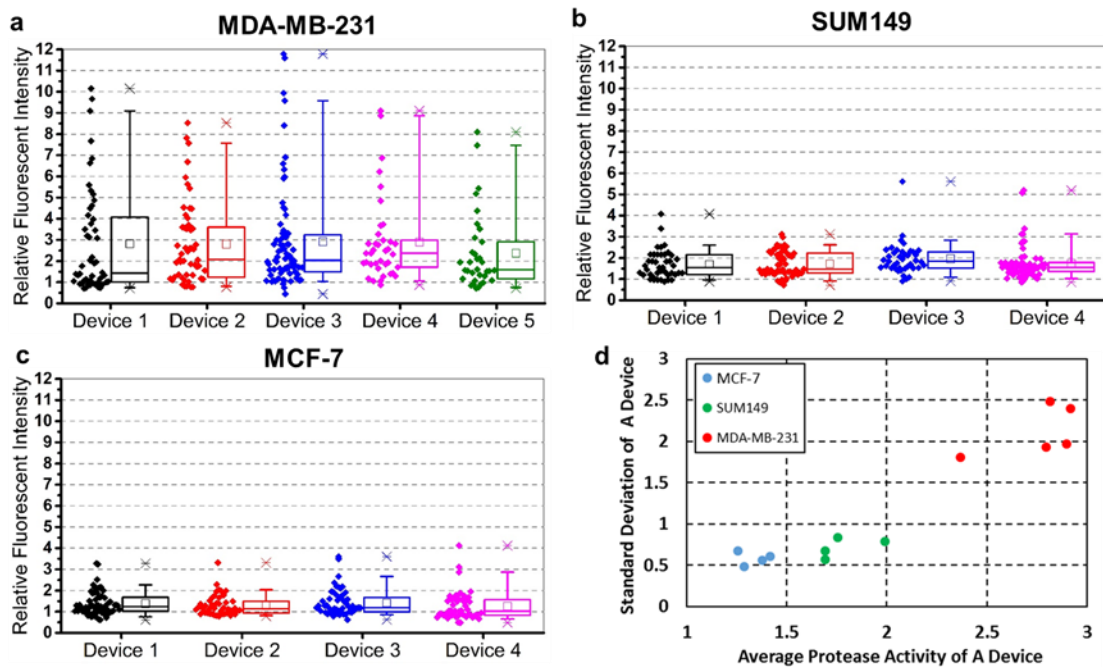 a
MDA-MB-231
Relative Fluorescent Intensity
12
11
10
9
8
7
6
5
4
3
2
1
0
Device 1 Device 2 Device 3 Device 4 Device 5
b
SUM149
Relative Fluorescent Intensity
12
11
10
9
8
7
6
5
4
3
2
1
0
Device 1 Device 2 Device 3 Device 4
c
MCF-7
Relative Fluorescent Intensity
12
11
10
9
8
7
6
5
4
3
2
1
0
Device 1 Device 2 Device 3 Device 4
d
Standard Deviation of A Device
3
2.5
2
1.5
1
0.5
0
MCF-7
SUM149
MDA-MB-231
1 1.5 2 2.5 3
Average Protease Activity of A Device